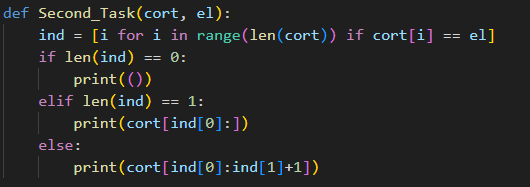 def Second_Task(cort, el):
    ind = [i for i in range(len(cort)) if cort[i] == el]
    if len(ind) == 0:
        print(())
    elif len(ind) == 1:
        print(cort[ind[0]:])
    else:
        print(cort[ind[0]:ind[1]+1])